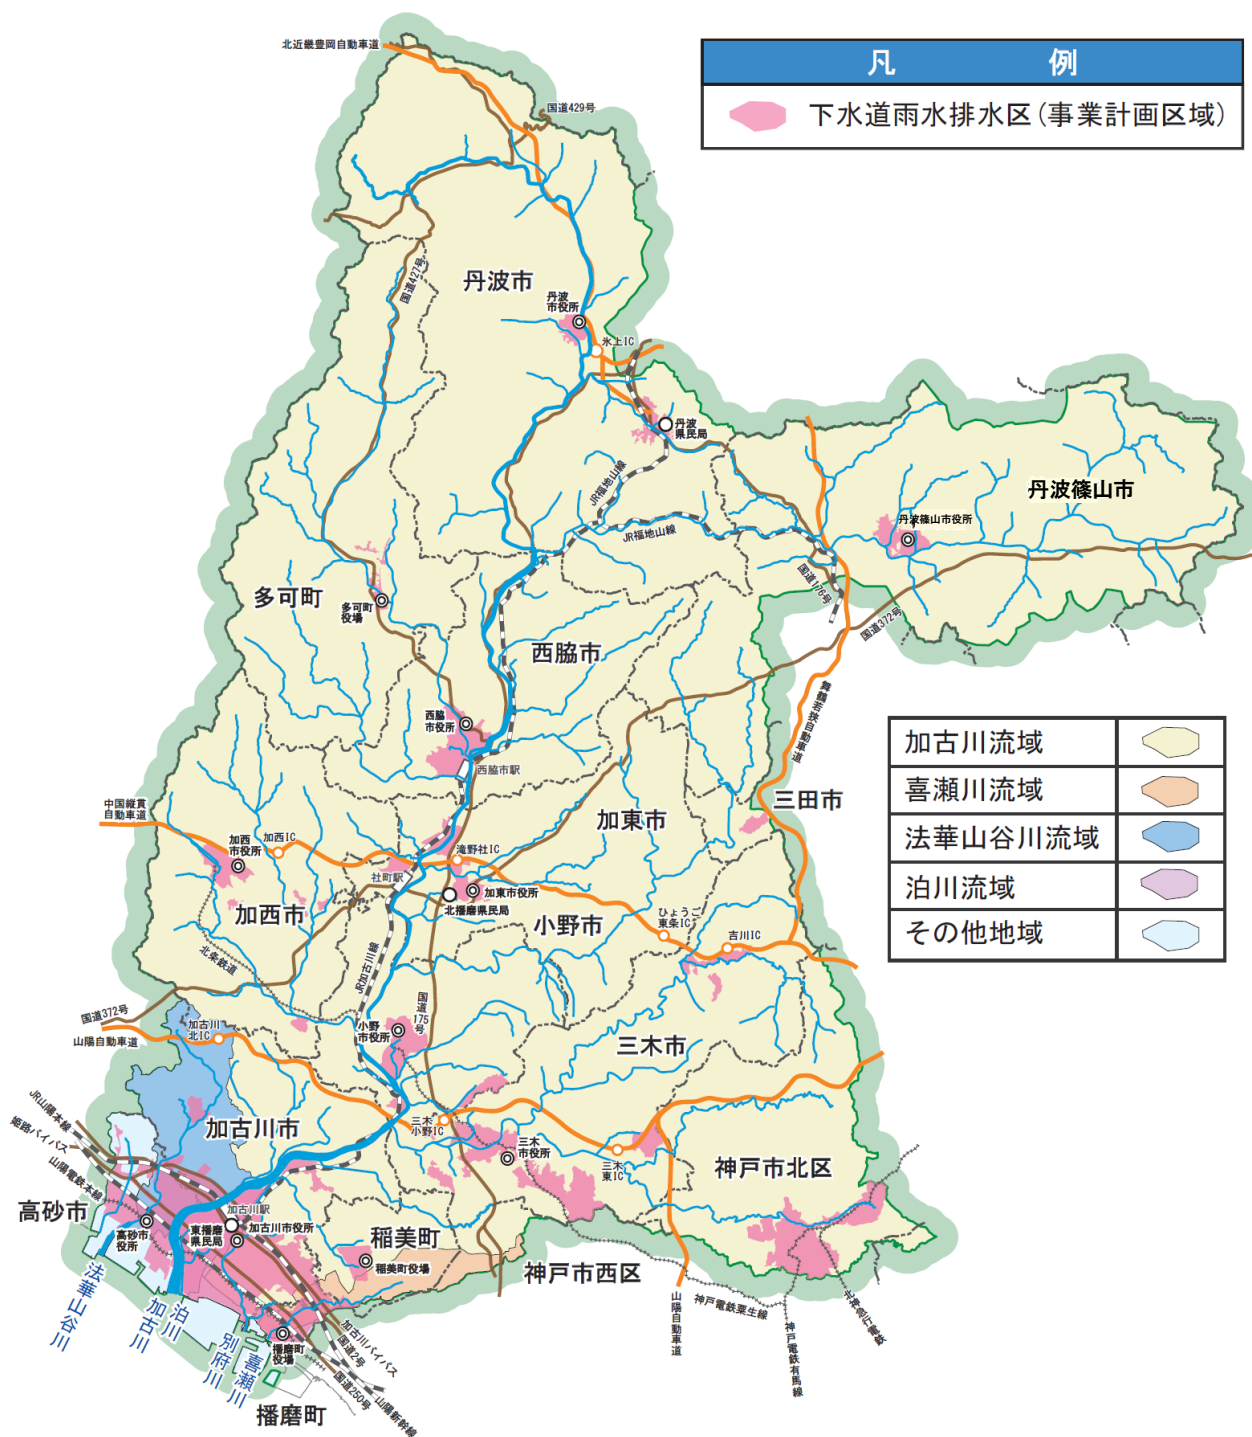 北近畿豊岡自動車道
凡 例
下水道雨水排水区(事業計画区域)
国道429号
国道427号
丹波市
丹波
市役所
氷上IC
丹波
県民局
JR福地山線
JR福地山線
丹波篠山市
丹波篠山市役所
国道176号
国道372号
多可町
多可町
役場
西脇市
舞鶴若狭自動車道
西脇
市役所
西脇市駅
加古川流域
喜瀬川流域
法華山谷川流域
泊川流域
その他地域
三田市
中国縦貫
自動車道
加西
市役所
加西IC
加東市
滝野社IC
社町駅
加東市役所
北播磨県民局
加西市
小野市
ひょうご
東条IC
吉川IC
北条鉄道
JR加古川線
国道175号
国道372号
山陽自動車道
加古川
北IC
小野
市役所
三木市
JR山陽本線
姫路バイパス
山陽電鉄本線
加古川市
三木
小野IC
三木
市役所
三木
東IC
神戸市北区
高砂市
高砂市
役所
加古川駅
東播磨
県民局
加古川市役所
稲美町
稲美町役場
神戸市西区
法華山谷川
加古川
泊川
別府川
喜瀬川
播磨町
役場
播磨町
加古川バイパス
国道2号
国道250号
山陽新幹線
山陽自動車道
神戸電鉄粟生線
神戸電鉄有馬線
北神急行電鉄